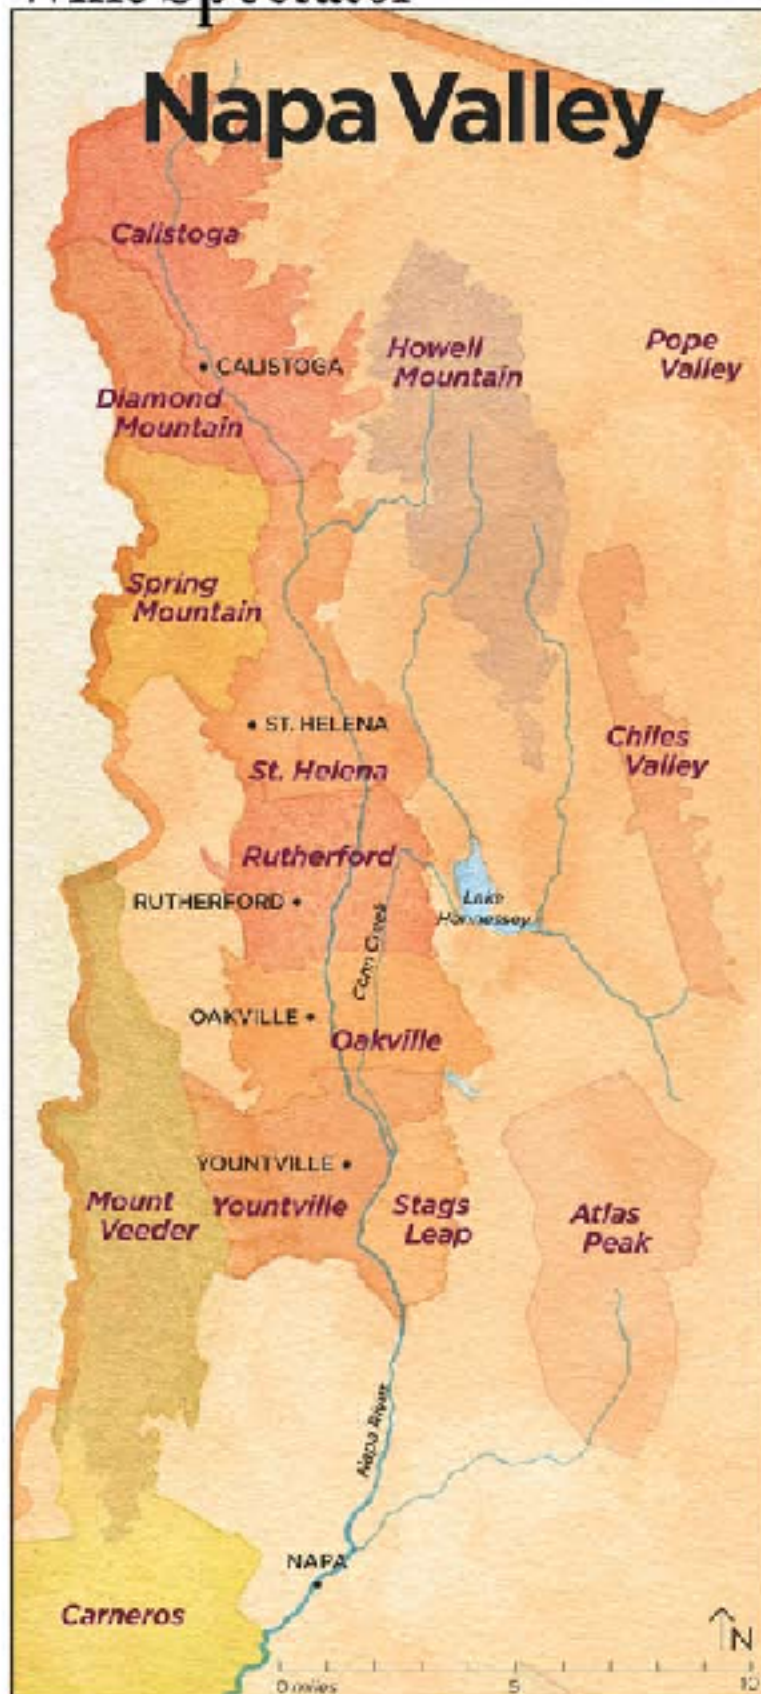 Napa Valley
Calistoga
CALISTOGA
Howell
Mountain
Pope
Valley
Diamond
Mountain
Spring
Mountain
ST. HELENA
St. Helena
Chiles
Valley
Rutherford
RUTHERFORD
Lake
Hennessey
Conn Creek
OAKVILLE
Oakville
YOUNTVILLE
Yountville
Mount
Veeder
Stags
Leap
Atlas
Peak
Napa River
NAPA
Carneros
N
0 miles
5
10